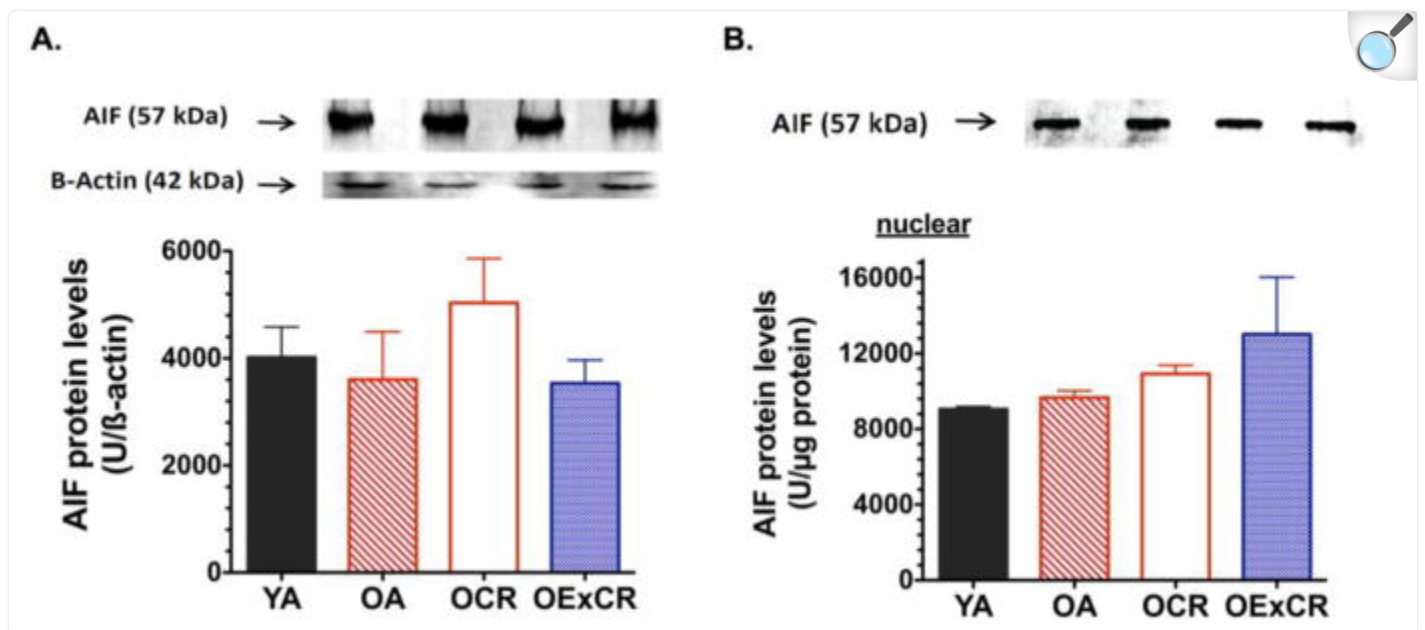 A.
AIF (57 kDa)
B-Actin (42 kDa)
AIF protein levels
(U/ß-actin)
6000
4000
2000
0
YA OA OCR OExCR
B.
AIF (57 kDa)
nuclear
AIF protein levels
(U/µg protein)
16000
12000
8000
4000
0
YA OA OCR OExCR